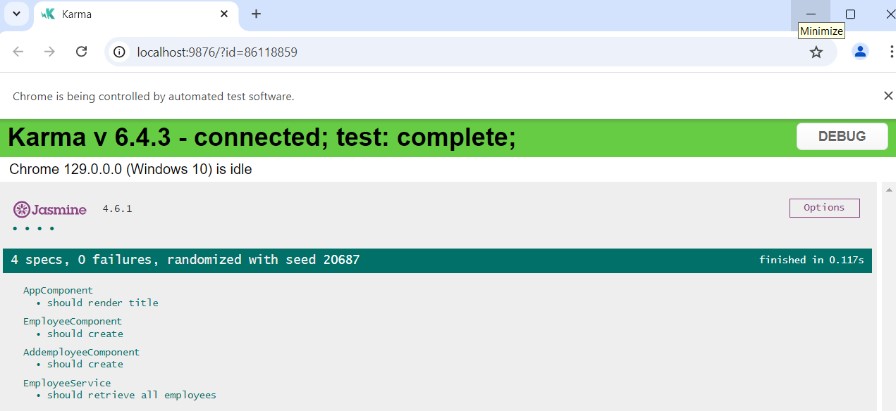 Karma
Minimize
localhost:9876/?id=86118859
Chrome is being controlled by automated test software.
Karma v 6.4.3 - connected; test: complete;
DEBUG
Chrome 129.0.0.0 (Windows 10) is idle
Jasmine 4.6.1
Options
4 specs, 0 failures, randomized with seed 20687
finished in 0.117s
AppComponent
• should render title
EmployeeComponent
• should create
AddemployeeComponent
• should create
EmployeeService
• should retrieve all employees